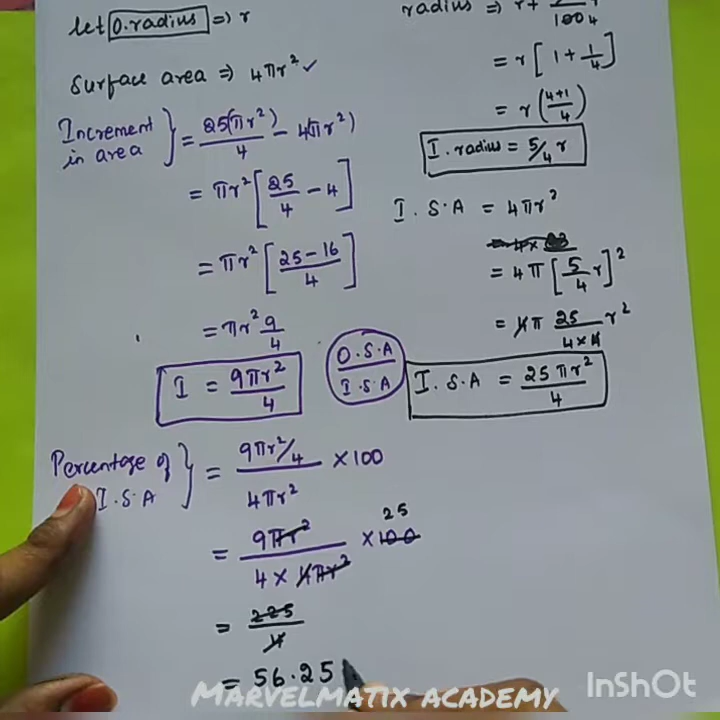 let O.radius => r
Surface area => 4πr² ✓
Increment in area } = 25(πr²)/4 - 4(πr²)
= πr² [25/4 - 4]
= πr² [25 - 16/4]
= πr² 9/4
I = 9πr²/4
radius => r +
1004
= r [1 + 1/4]
= r (4+1/4)
I. radius = 5/4 r
I. S.A = 4πr²
= 4π [5/4 r]²
= 4π 25/4×4 r²
O.S.A/I.S.A
I. S.A = 25πr²/4
Percentage of I.S.A } = 9πr²/4 / 4πr² × 100
= 9πr² / 4 × 4πr² × 100 25
= 225/4
= 56.25
MARVELMATIX ACADEMY
InShOt